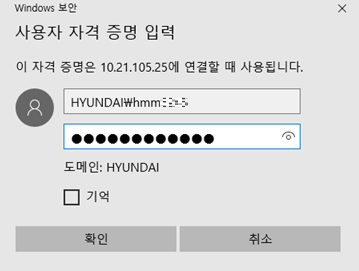 Windows 보안
사용자 자격 증명 입력
이 자격 증명은 10.21.105.25에 연결할 때 사용됩니다.
HYUNDAI\hmm
●●●●●●●●●●●●
도메인: HYUNDAI
기억
확인
취소